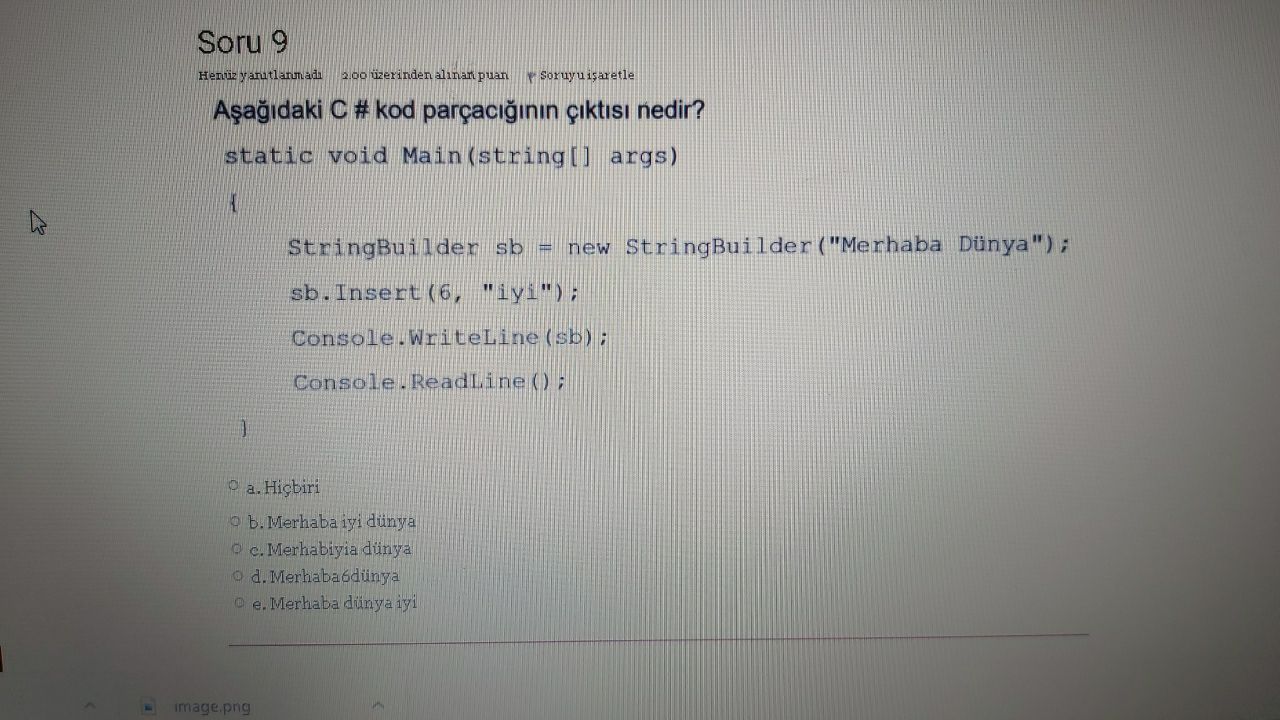 Soru 9
Henüz yanıtlanmadı 2.00 üzerinden alınan puan Soruyu işaretle
Aşağıdaki C # kod parçacığının çıktısı nedir?
static void Main(string[] args)
{
StringBuilder sb = new StringBuilder("Merhaba Dünya");
sb.Insert(6, "iyi");
Console.WriteLine(sb);
Console.ReadLine();
}
a. Hiçbiri
b. Merhaba iyi dünya
c. Merhabiyia dünya
d. Merhaba6dünya
e. Merhaba dünya iyi
image.png